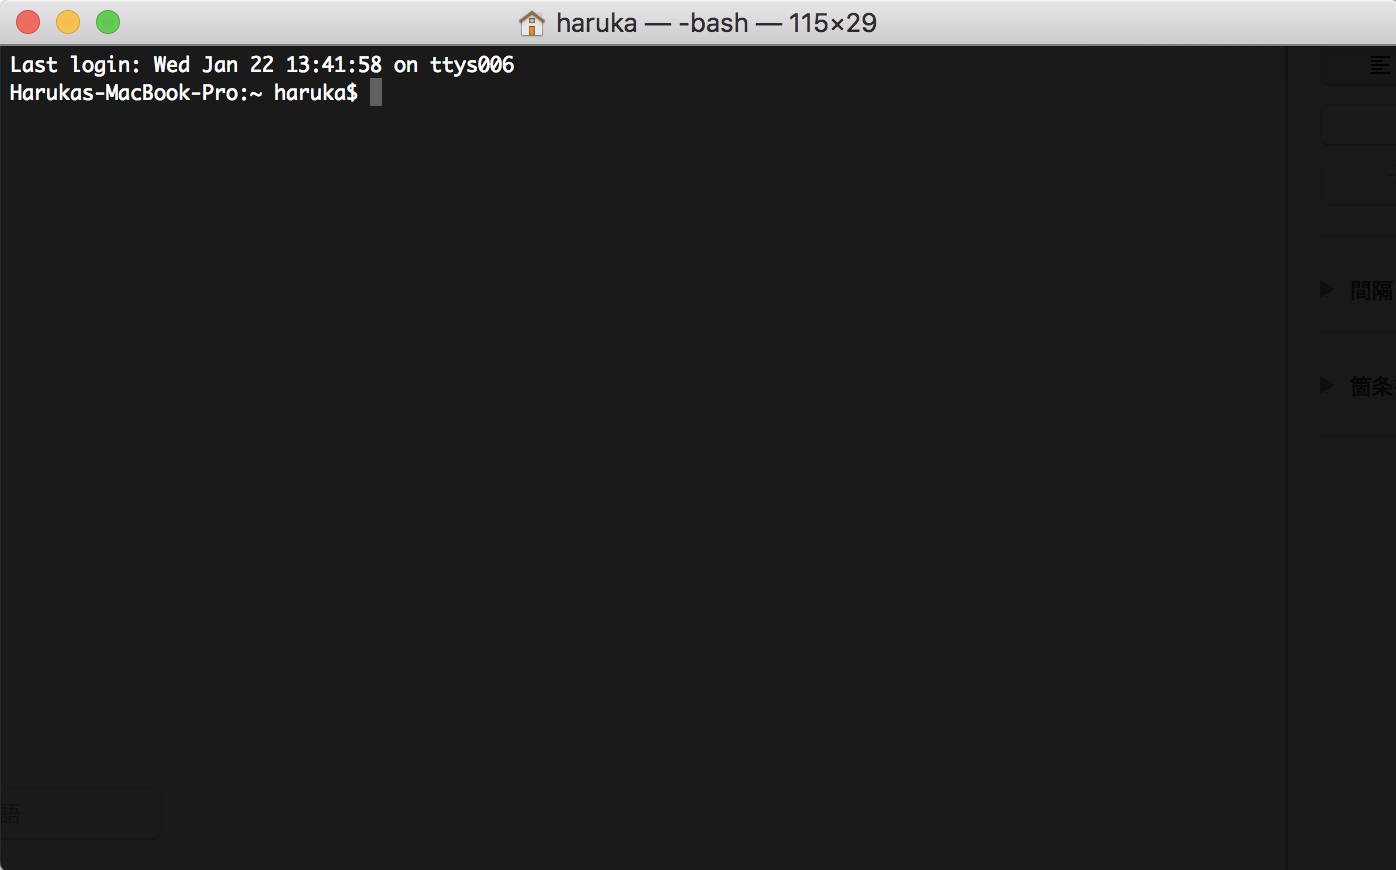 haruka — -bash — 115×29
Last login: Wed Jan 22 13:41:58 on ttys006
Harukas-MacBook-Pro:~ haruka$
間隔
箇条
語